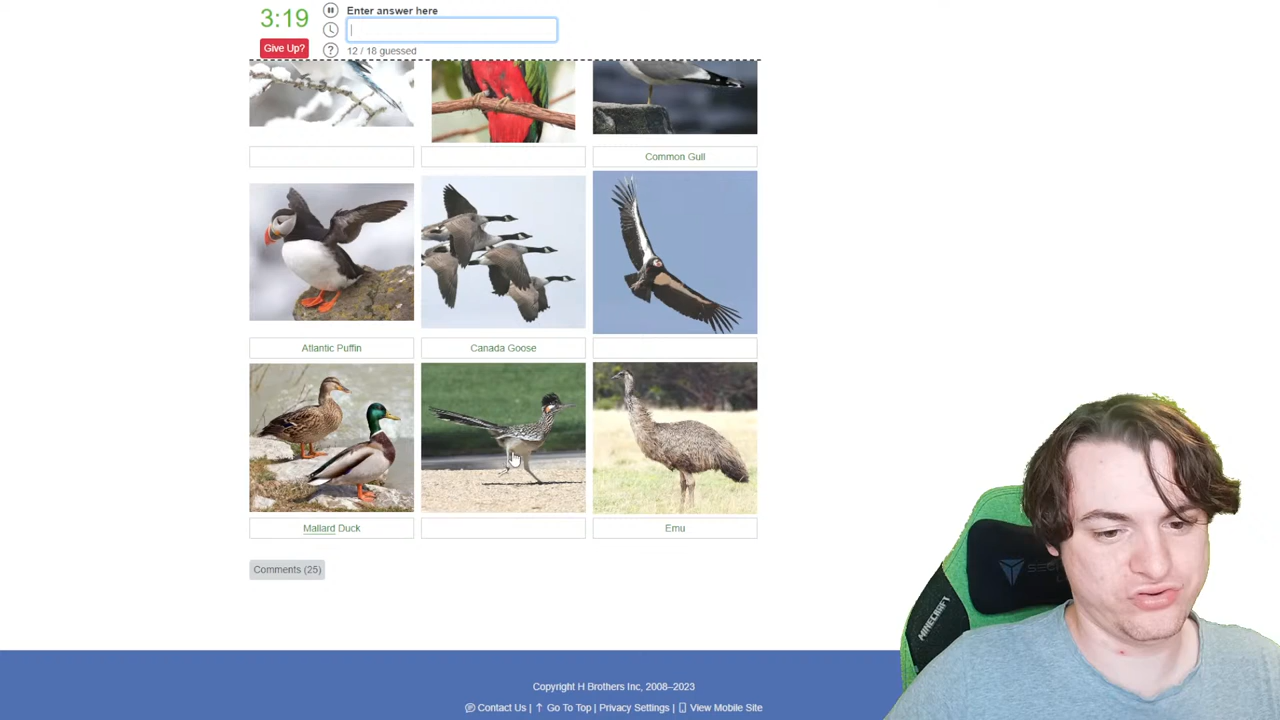 3:19
Enter answer here
Give Up?
12 / 18 guessed
Common Gull
Atlantic Puffin
Canada Goose
Mallard Duck
Emu
Comments (25)
Copyright H Brothers Inc, 2008–2023
Contact Us | Go To Top | Privacy Settings | View Mobile Site
MINECRAFT